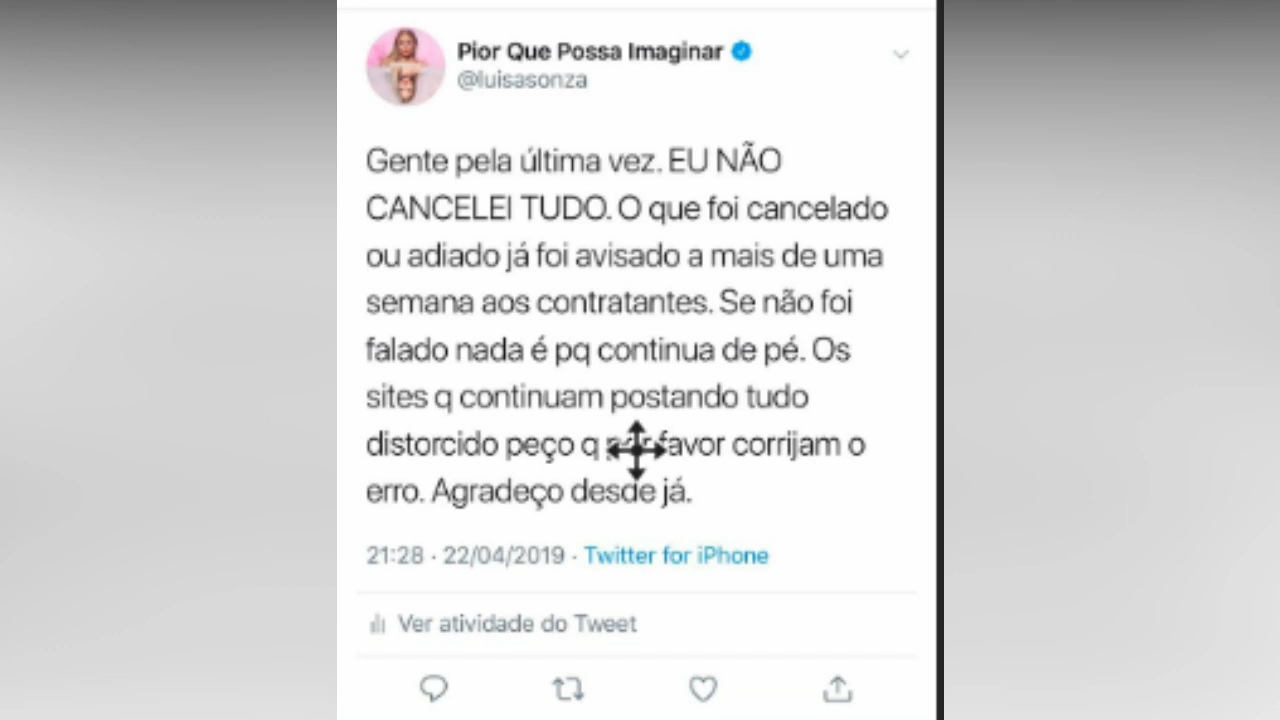 Pior Que Possa Imaginar
@luisasonza
Gente pela última vez. EU NÃO
CANCELEI TUDO. O que foi cancelado
ou adiado já foi avisado a mais de uma
semana aos contratantes. Se não foi
falado nada é pq continua de pé. Os
sites q continuam postando tudo
distorcido peço q favor corrijam o
erro. Agradeço desde já.
21:28 · 22/04/2019 · Twitter for iPhone
Ver atividade do Tweet